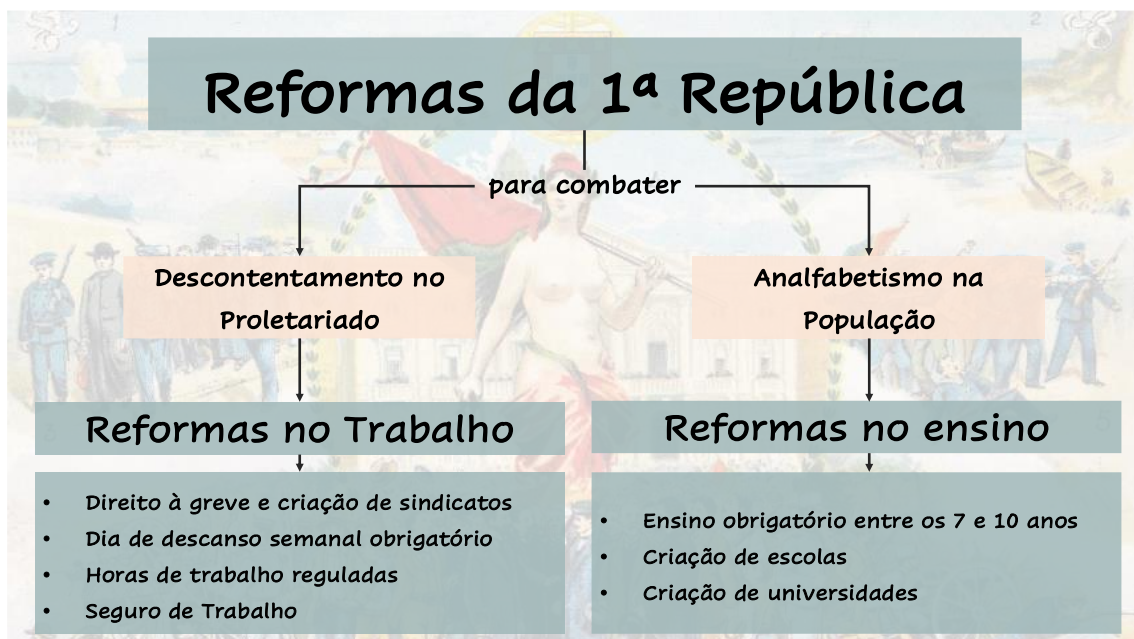 Reformas da 1ª República
para combater
Descontentamento no
Proletariado
Reformas no Trabalho
• Direito à greve e criação de sindicatos
• Dia de descanso semanal obrigatório
• Horas de trabalho reguladas
• Seguro de Trabalho
Analfabetismo na
População
Reformas no ensino
• Ensino obrigatório entre os 7 e 10 anos
• Criação de escolas
• Criação de universidades